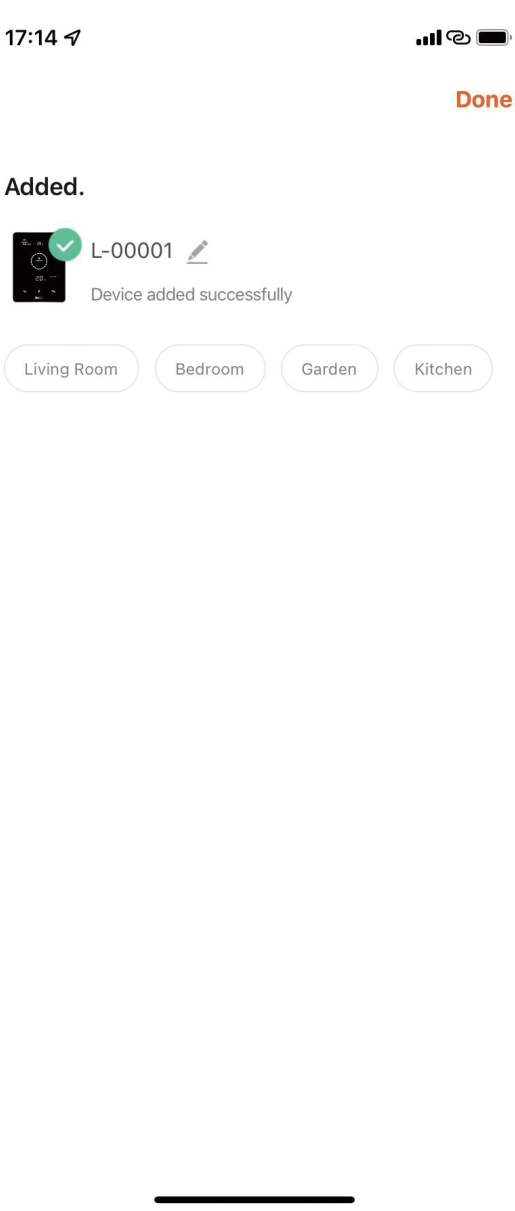 17:14
Done
Added.
L-00001
Device added successfully
Living Room Bedroom Garden Kitchen